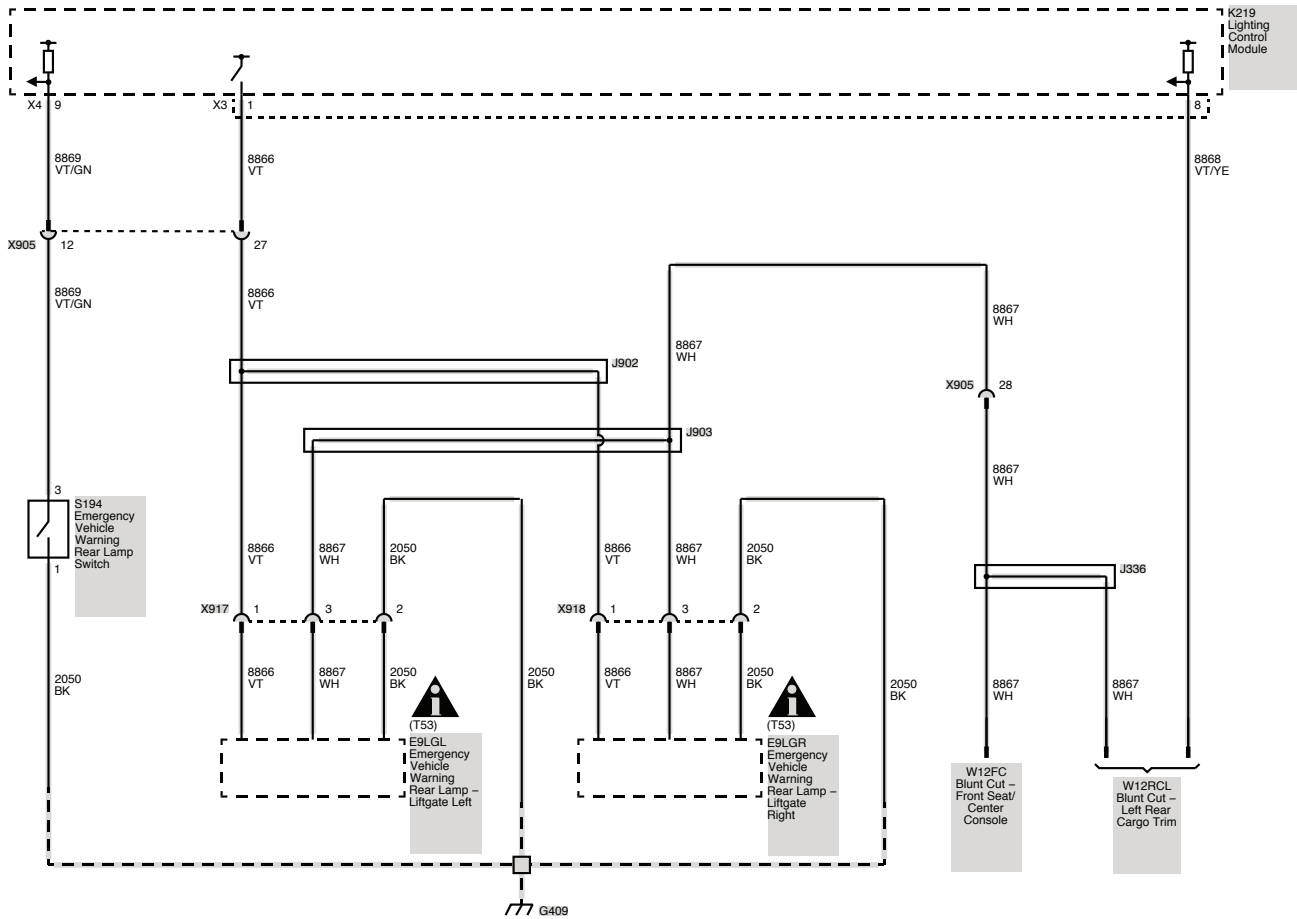 K219
Lighting
Control
Module
X4 9
X3 1
8
8869
VT/GN
8866
VT
8868
VT/YE
X905 12
27
8869
VT/GN
8866
VT
8867
WH
8867
WH
J902
X905 28
J903
8867
WH
3
S194
Emergency
Vehicle
Warning
Rear Lamp
Switch
1
8866
VT
8867
WH
2050
BK
8866
VT
8867
WH
2050
BK
J336
X917 1
3
2
X918 1
3
2
2050
BK
8866
VT
8867
WH
2050
BK
2050
BK
8866
VT
8867
WH
2050
BK
2050
BK
8867
WH
8867
WH
(T53)
E9LGL
Emergency
Vehicle
Warning
Rear Lamp –
Liftgate Left
(T53)
E9LGR
Emergency
Vehicle
Warning
Rear Lamp –
Liftgate
Right
W12FC
Blunt Cut –
Front Seat/
Center
Console
W12RCL
Blunt Cut –
Left Rear
Cargo Trim
G409